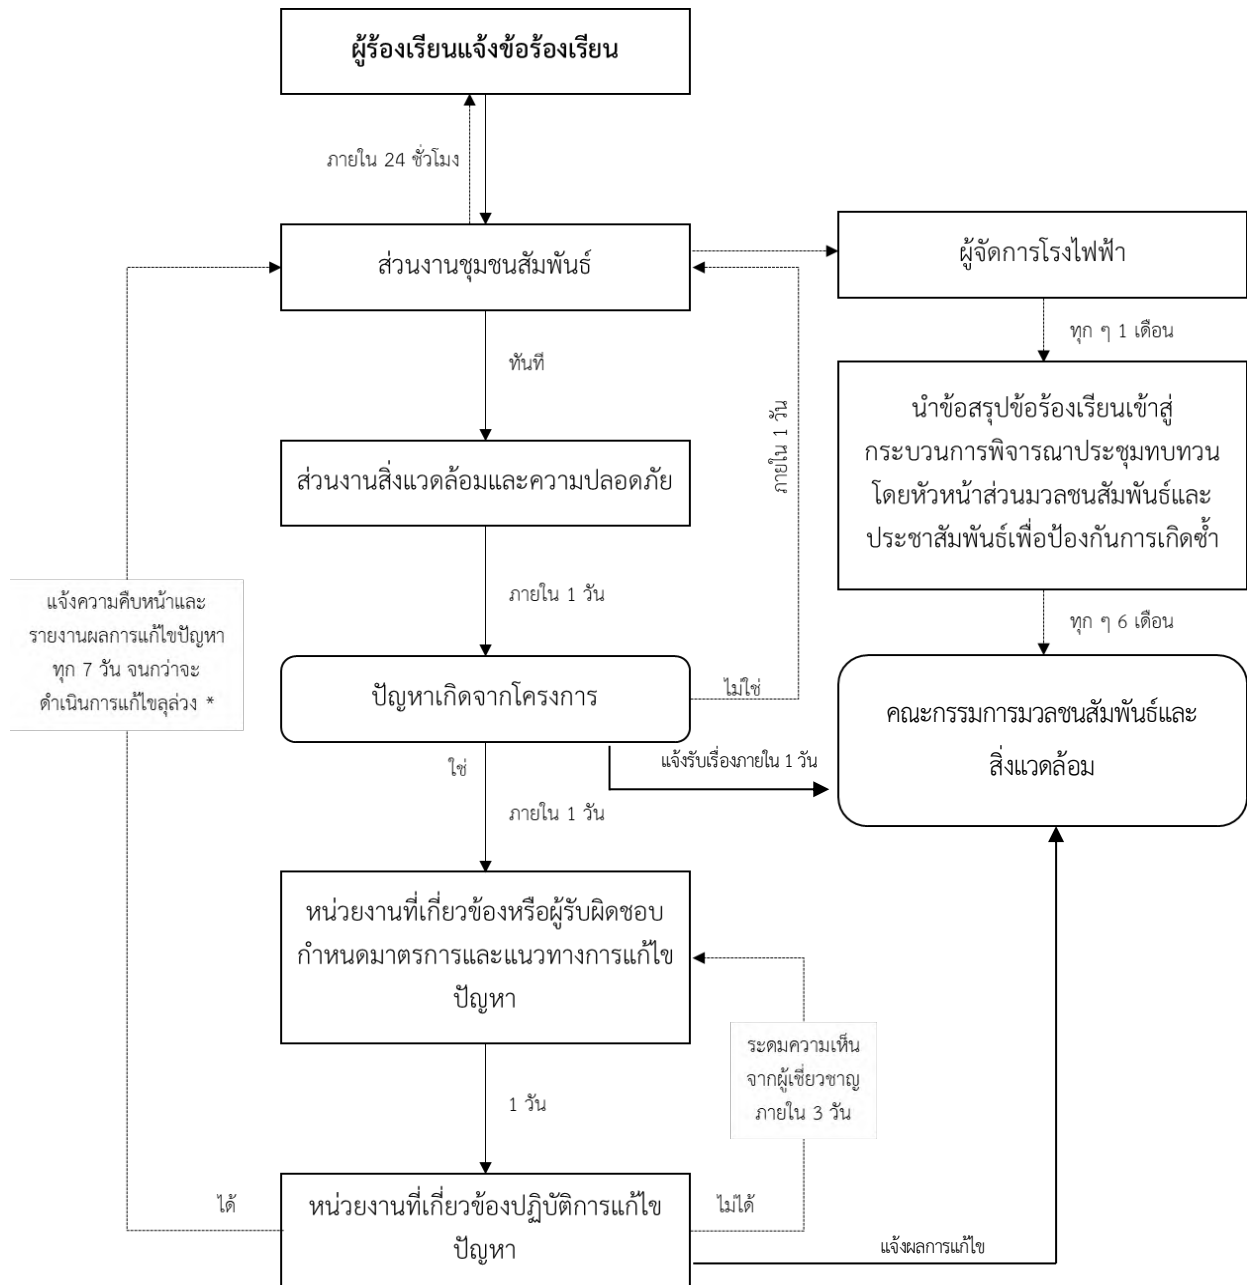 ผู้ร้องเรียนแจ้งข้อร้องเรียน
ภายใน 24 ชั่วโมง
ส่วนงานชุมชนสัมพันธ์
ผู้จัดการโรงไฟฟ้า
ทันที
ทุก ๆ 1 เดือน
ภายใน 1 วัน
นำข้อสรุปข้อร้องเรียนเข้าสู่
กระบวนการพิจารณาประชุมทบทวน
โดยหัวหน้าส่วนมวลชนสัมพันธ์และ
ประชาสัมพันธ์เพื่อป้องกันการเกิดซ้ำ
ส่วนงานสิ่งแวดล้อมและความปลอดภัย
ภายใน 1 วัน
ทุก ๆ 6 เดือน
แจ้งความคืบหน้าและ
รายงานผลการแก้ไขปัญหา
ทุก 7 วัน จนกว่าจะ
ดำเนินการแก้ไขลุล่วง *
ปัญหาเกิดจากโครงการ
ไม่ใช่
คณะกรรมการมวลชนสัมพันธ์และ
สิ่งแวดล้อม
ใช่
แจ้งรับเรื่องภายใน 1 วัน
ภายใน 1 วัน
หน่วยงานที่เกี่ยวข้องหรือผู้รับผิดชอบ
กำหนดมาตรการและแนวทางการแก้ไข
ปัญหา
ระดมความเห็น
จากผู้เชี่ยวชาญ
ภายใน 3 วัน
1 วัน
ได้
หน่วยงานที่เกี่ยวข้องปฏิบัติการแก้ไข
ปัญหา
ไม่ได้
แจ้งผลการแก้ไข